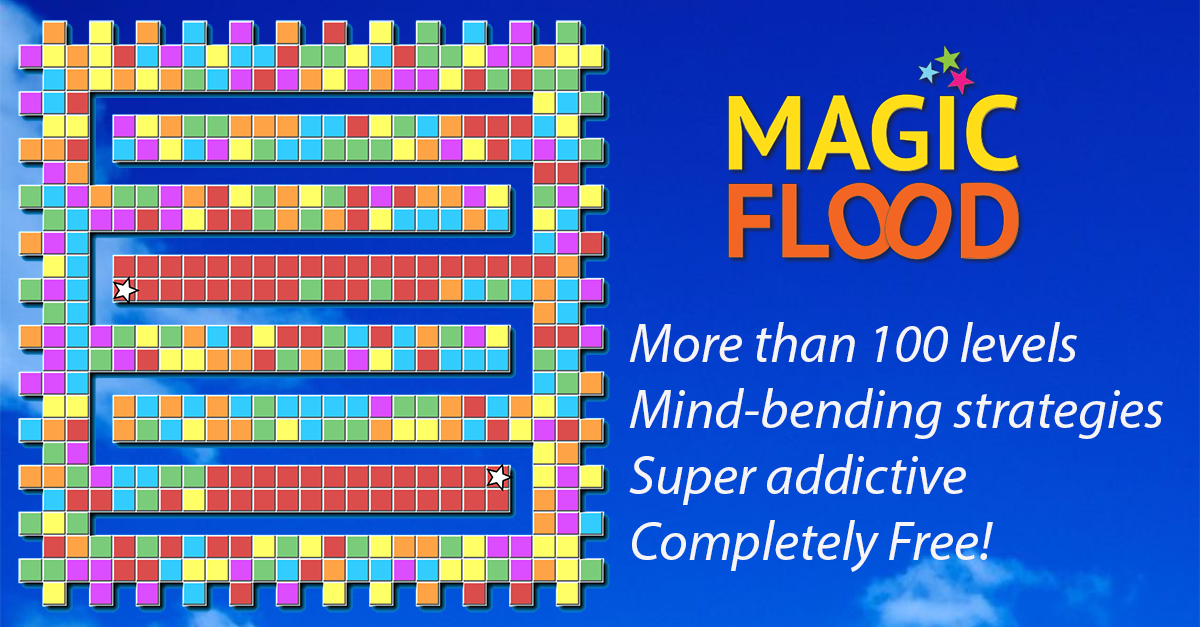 MAGIC
FLOOD
More than 100 levels
Mind-bending strategies
Super addictive
Completely Free!